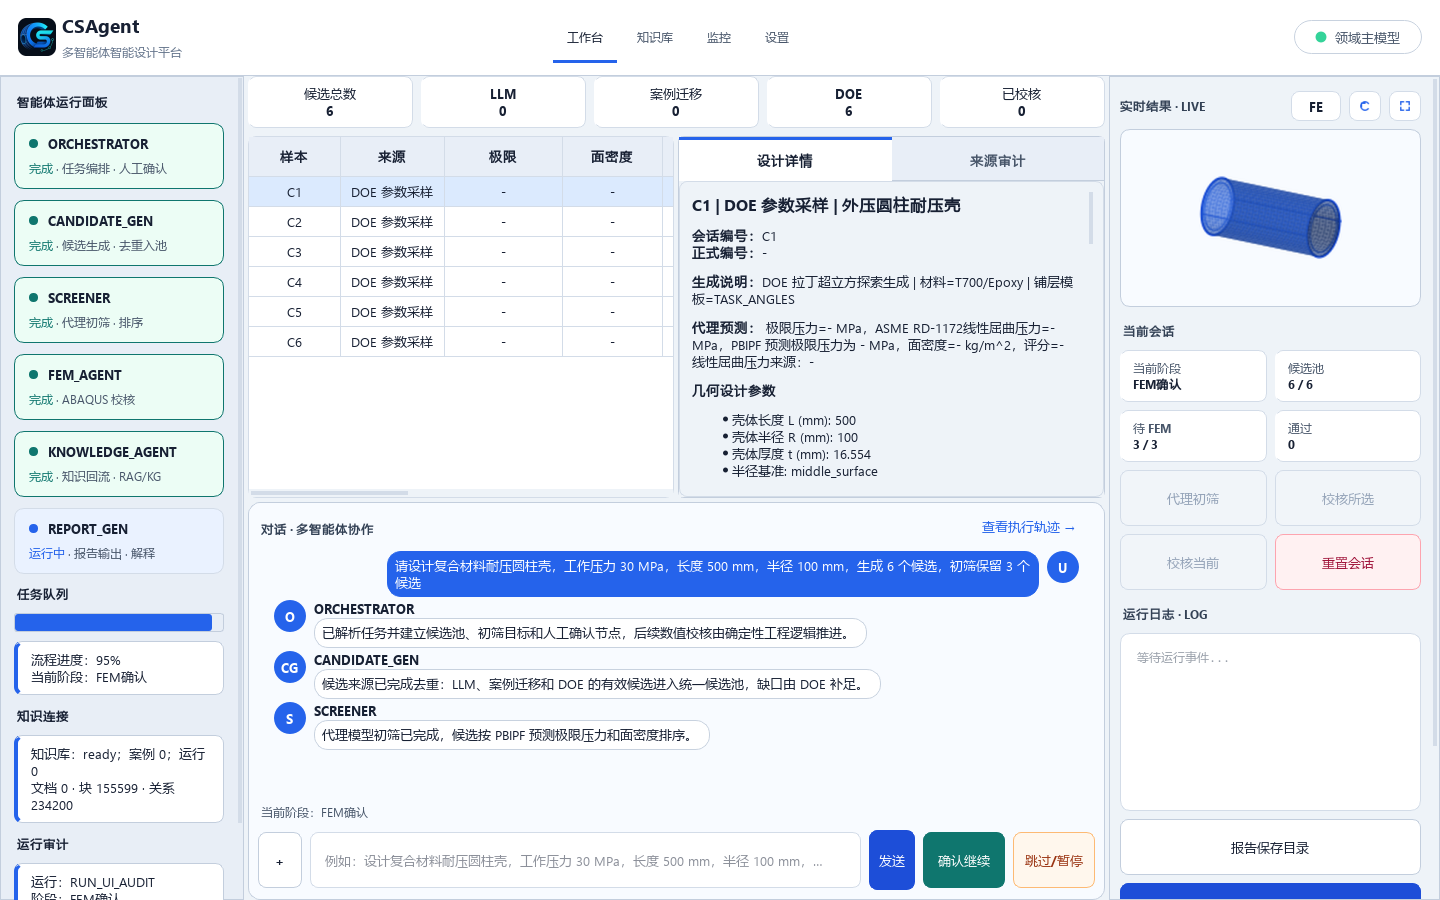 CSAgent
多智能体智能设计平台
工作台
知识库
监控
设置
领域主模型
智能体运行面板
ORCHESTRATOR
完成 · 任务编排 · 人工确认
CANDIDATE_GEN
完成 · 候选生成 · 去重入池
SCREENER
完成 · 代理初筛 · 排序
FEM_AGENT
完成 · ABAQUS 校核
KNOWLEDGE_AGENT
完成 · 知识回流 · RAG/KG
REPORT_GEN
运行中 · 报告输出 · 解释
任务队列
流程进度：95%
当前阶段：FEM确认
知识连接
知识库：ready；案例 0；运行
0
文档 0 · 块 155599 · 关系
234200
运行审计
运行：RUN_UI_AUDIT
阶段：FEM确认
候选总数
6
LLM
0
案例迁移
0
DOE
6
已校核
0
样本 来源 极限 面密度
C1 DOE 参数采样 - -
C2 DOE 参数采样 - -
C3 DOE 参数采样 - -
C4 DOE 参数采样 - -
C5 DOE 参数采样 - -
C6 DOE 参数采样 - -
设计详情
来源审计
C1 | DOE 参数采样 | 外压圆柱耐压壳
会话编号：C1
正式编号：-
生成说明：DOE 拉丁超立方探索生成 | 材料=T700/Epoxy | 铺层模
板=TASK_ANGLES
代理预测： 极限压力=- MPa，ASME RD-1172线性屈曲压力=-
MPa，PBIPF 预测极限压力为 - MPa，面密度=- kg/m^2，评分=-
线性屈曲压力来源：-
几何设计参数
• 壳体长度 L (mm): 500
• 壳体半径 R (mm): 100
• 壳体厚度 t (mm): 16.554
• 半径基准: middle_surface
对话 · 多智能体协作
查看执行轨迹 →
请设计复合材料耐压圆柱壳，工作压力 30 MPa，长度 500 mm，半径 100 mm，生成 6 个候选，初筛保留 3 个
候选
U
O
ORCHESTRATOR
已解析任务并建立候选池、初筛目标和人工确认节点，后续数值校核由确定性工程逻辑推进。
CG
CANDIDATE_GEN
候选来源已完成去重：LLM、案例迁移和 DOE 的有效候选进入统一候选池，缺口由 DOE 补足。
S
SCREENER
代理模型初筛已完成，候选按 PBIPF 预测极限压力和面密度排序。
当前阶段：FEM确认
+
例如：设计复合材料耐压圆柱壳，工作压力 30 MPa，长度 500 mm，半径 100 mm，...
发送
确认继续
跳过/暂停
实时结果 · LIVE
FE
C
当前会话
当前阶段
FEM确认
候选池
6 / 6
待 FEM
3 / 3
通过
0
代理初筛
校核所选
校核当前
重置会话
运行日志 · LOG
等待运行事件...
报告保存目录